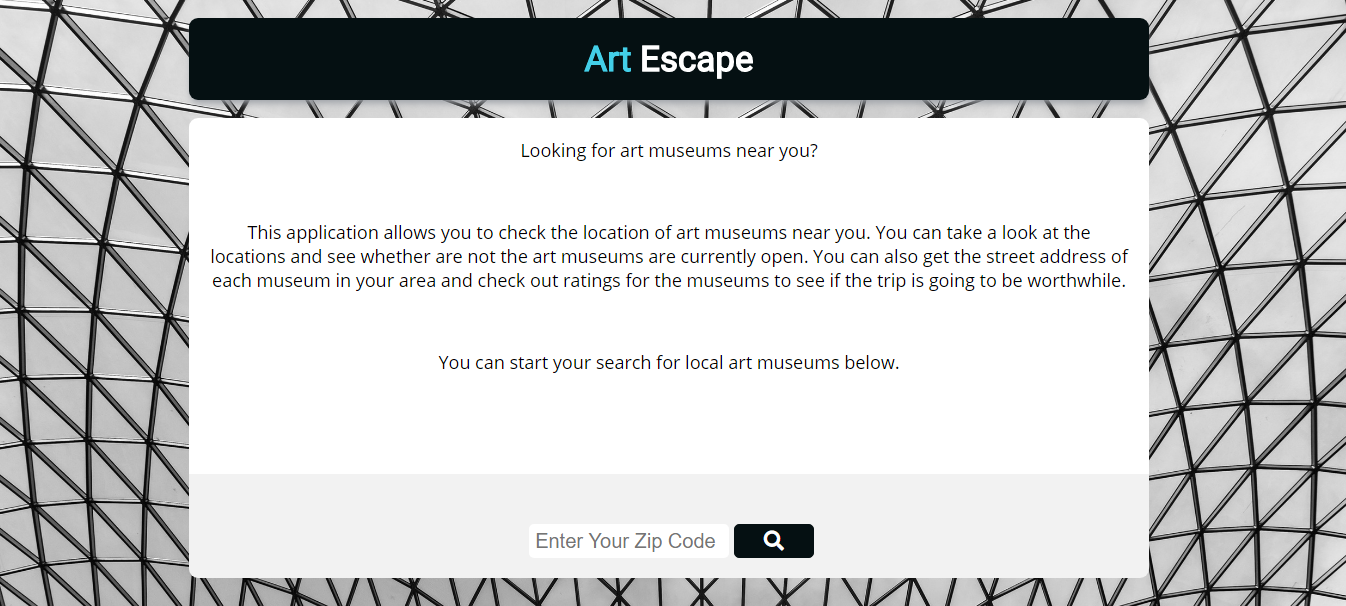 Art Escape
Looking for art museums near you?
This application allows you to check the location of art museums near you. You can take a look at the
locations and see whether are not the art museums are currently open. You can also get the street address of
each museum in your area and check out ratings for the museums to see if the trip is going to be worthwhile.
You can start your search for local art museums below.
Enter Your Zip Code